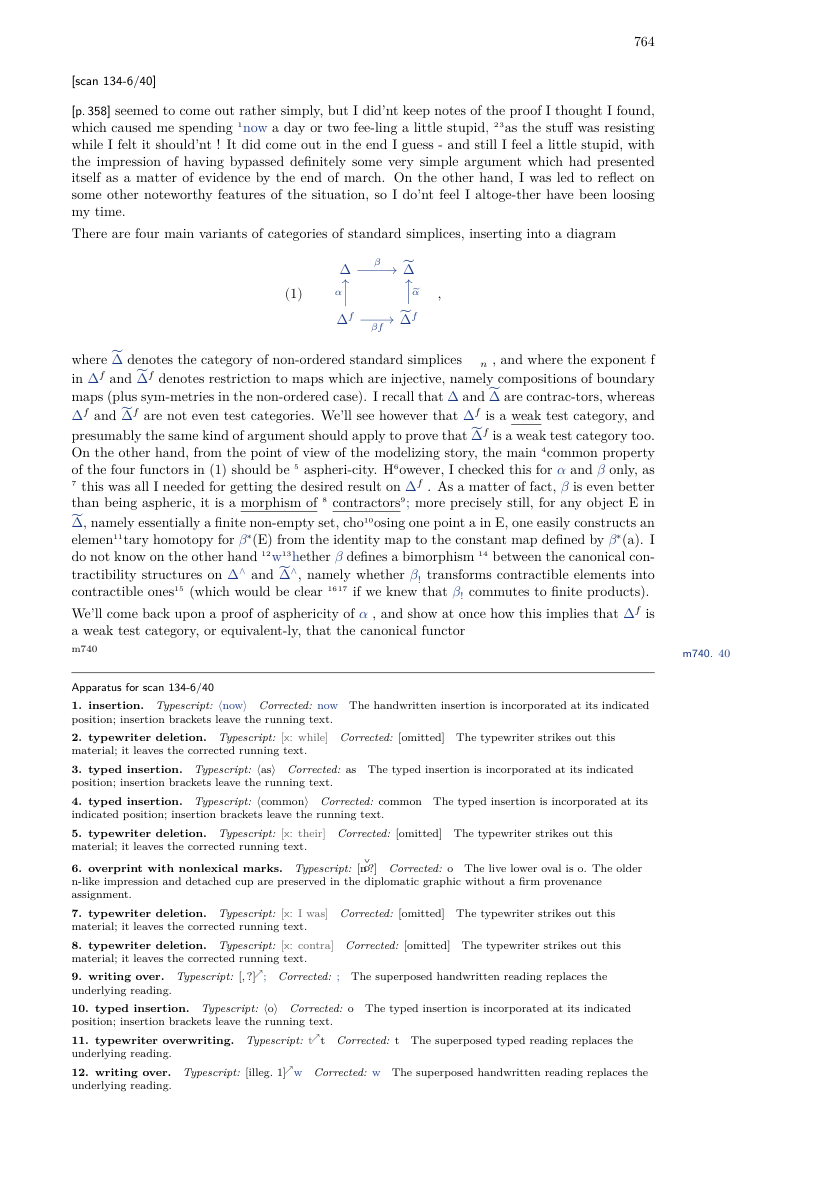 764
[scan 134-6/40]
[p. 358] seemed to come out rather simply, but I did'nt keep notes of the proof I thought I found,
which caused me spending ¹now a day or two fee-ling a little stupid, ²³as the stuff was resisting
while I felt it should'nt ! It did come out in the end I guess - and still I feel a little stupid, with
the impression of having bypassed definitely some very simple argument which had presented
itself as a matter of evidence by the end of march. On the other hand, I was led to reflect on
some other noteworthy features of the situation, so I do'nt feel I altoge-ther have been loosing
my time.
There are four main variants of categories of standard simplices, inserting into a diagram
Δ β Δ̃
(1) α α̃ ,
Δᶠ βf Δ̃ᶠ
where Δ̃ denotes the category of non-ordered standard simplices ₙ , and where the exponent f
in Δᶠ and Δ̃ᶠ denotes restriction to maps which are injective, namely compositions of boundary
maps (plus sym-metries in the non-ordered case). I recall that Δ and Δ̃ are contrac-tors, whereas
Δᶠ and Δ̃ᶠ are not even test categories. We'll see however that Δᶠ is a weak test category, and
presumably the same kind of argument should apply to prove that Δ̃ᶠ is a weak test category too.
On the other hand, from the point of view of the modelizing story, the main ⁴common property
of the four functors in (1) should be ⁵ aspheri-city. H⁶owever, I checked this for α and β only, as
⁷ this was all I needed for getting the desired result on Δᶠ . As a matter of fact, β is even better
than being aspheric, it is a morphism of ⁸ contractors⁹; more precisely still, for any object E in
Δ̃, namely essentially a finite non-empty set, cho¹⁰osing one point a in E, one easily constructs an
elemen¹¹tary homotopy for β*(E) from the identity map to the constant map defined by β*(a). I
do not know on the other hand ¹²w¹³hether β defines a bimorphism ¹⁴ between the canonical con-
tractibility structures on Δ^ and Δ̃^, namely whether β! transforms contractible elements into
contractible ones¹⁵ (which would be clear ¹⁶¹⁷ if we knew that β! commutes to finite products).
We'll come back upon a proof of asphericity of α , and show at once how this implies that Δᶠ is
a weak test category, or equivalent-ly, that the canonical functor
m740
m740. 40
Apparatus for scan 134-6/40
1. insertion. Typescript: ⟨now⟩ Corrected: now The handwritten insertion is incorporated at its indicated
position; insertion brackets leave the running text.
2. typewriter deletion. Typescript: [x: while] Corrected: [omitted] The typewriter strikes out this
material; it leaves the corrected running text.
3. typed insertion. Typescript: ⟨as⟩ Corrected: as The typed insertion is incorporated at its indicated
position; insertion brackets leave the running text.
4. typed insertion. Typescript: ⟨common⟩ Corrected: common The typed insertion is incorporated at its
indicated position; insertion brackets leave the running text.
5. typewriter deletion. Typescript: [x: their] Corrected: [omitted] The typewriter strikes out this
material; it leaves the corrected running text.
6. overprint with nonlexical marks. Typescript: Corrected: o The live lower oval is o. The older
n-like impression and detached cup are preserved in the diplomatic graphic without a firm provenance
assignment.
7. typewriter deletion. Typescript: [x: I was] Corrected: [omitted] The typewriter strikes out this
material; it leaves the corrected running text.
8. typewriter deletion. Typescript: [x: contra] Corrected: [omitted] The typewriter strikes out this
material; it leaves the corrected running text.
9. writing over. Typescript: [, ?]↗; Corrected: ; The superposed handwritten reading replaces the
underlying reading.
10. typed insertion. Typescript: ⟨o⟩ Corrected: o The typed insertion is incorporated at its indicated
position; insertion brackets leave the running text.
11. typewriter overwriting. Typescript: t↗t Corrected: t The superposed typed reading replaces the
underlying reading.
12. writing over. Typescript: [illeg. 1]↗w Corrected: w The superposed handwritten reading replaces the
underlying reading.